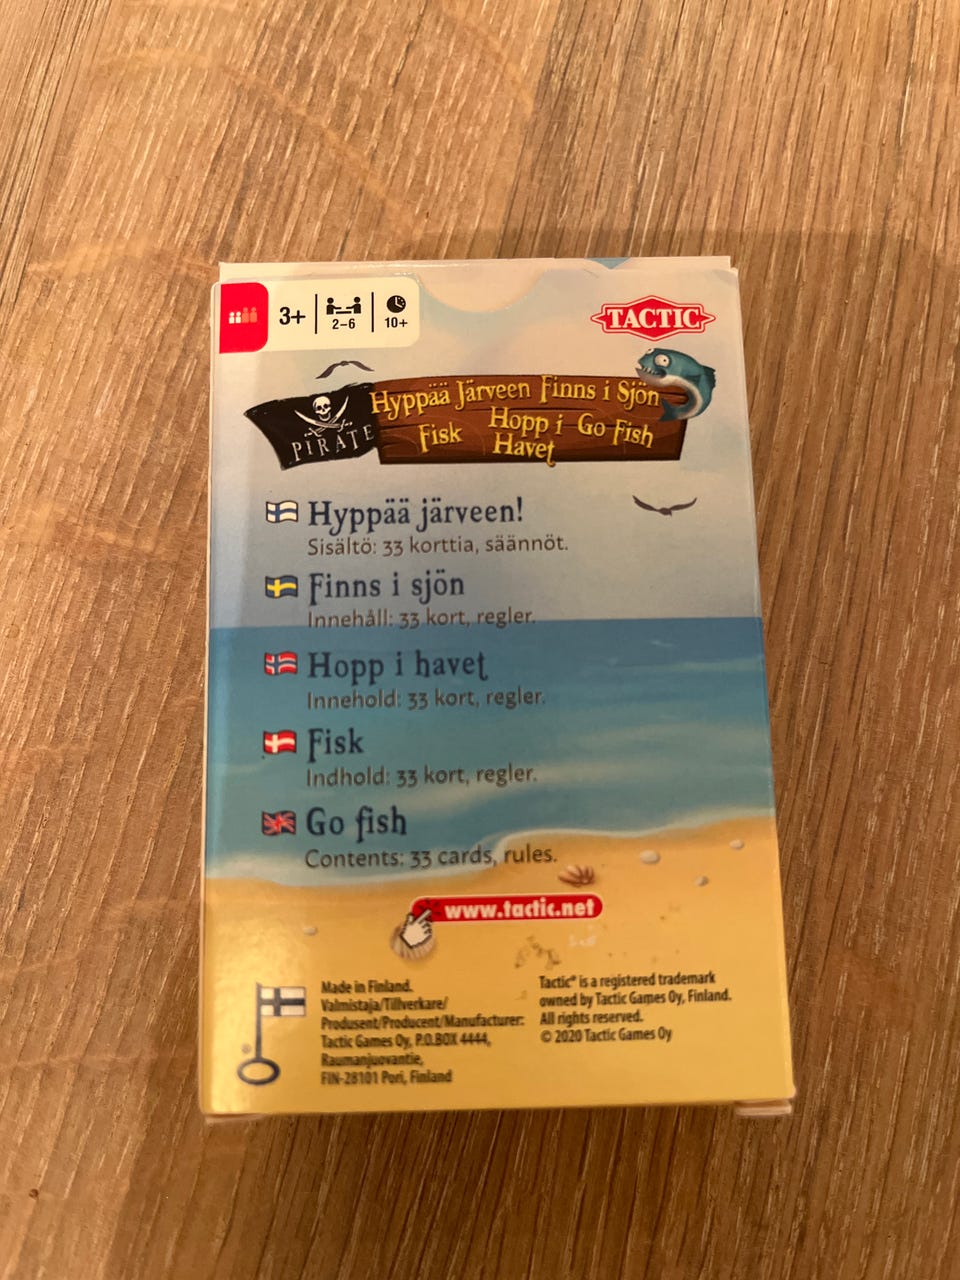 3+
2-6
10+
TACTIC
PIRATE
Hyppää Järveen Finns i Sjön
Fisk Hopp i Havet Go Fish
Hyppää järveen!
Sisältö: 33 korttia, säännöt.
Finns i sjön
Innehåll: 33 kort, regler.
Hopp i havet
Innehold: 33 kort, regler.
Fisk
Indhold: 33 kort, regler.
Go fish
Contents: 33 cards, rules.
www.tactic.net
Made in Finland.
Valmistaja/Tillverkare/
Produsent/Producent/Manufacturer:
Tactic Games Oy, P.O.BOX 4444,
Raumanjuovantie,
FIN-28101 Pori, Finland
Tactic® is a registered trademark
owned by Tactic Games Oy, Finland.
All rights reserved.
© 2020 Tactic Games Oy